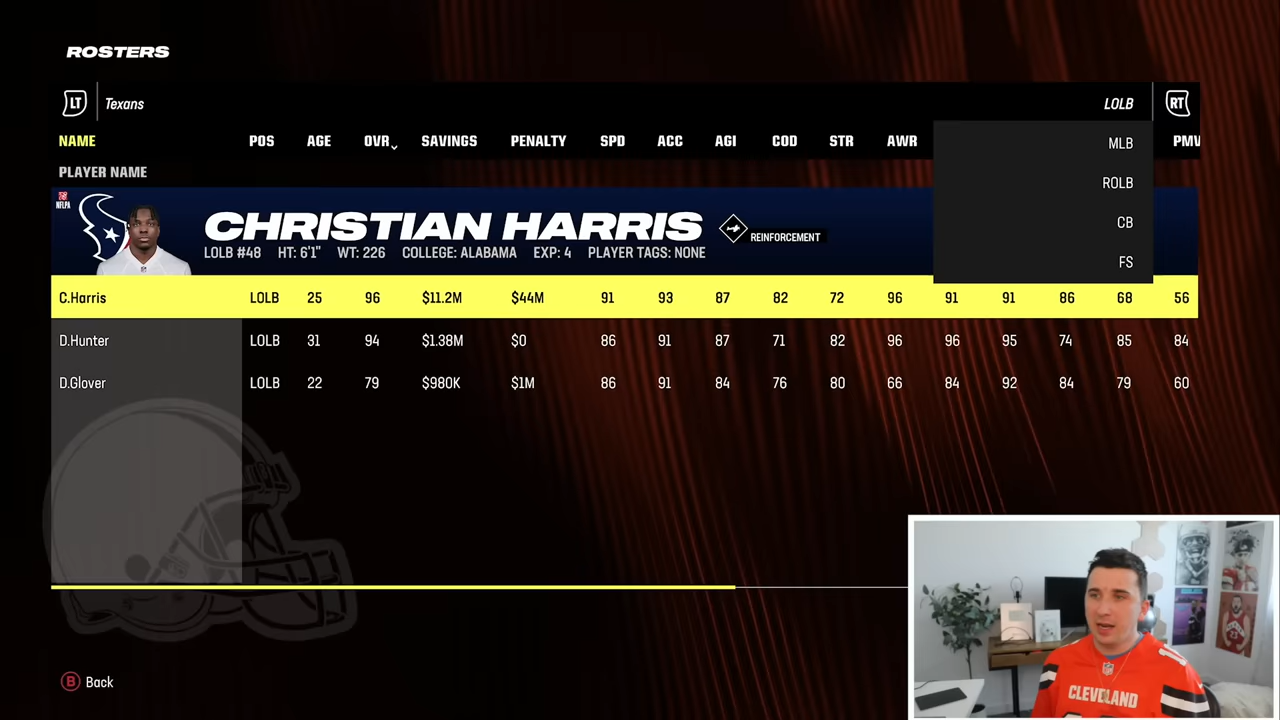 ROSTERS
LT Texans LOLB RT
NAME POS AGE OVR SAVINGS PENALTY SPD ACC AGI COD STR AWR PMV
MLB
ROLB
CB
FS
PLAYER NAME
NFLPA
CHRISTIAN HARRIS REINFORCEMENT
LOLB #48 HT: 6'1" WT: 226 COLLEGE: ALABAMA EXP: 4 PLAYER TAGS: NONE
C.Harris LOLB 25 96 $11.2M $44M 91 93 87 82 72 96 91 91 86 68 56
D.Hunter LOLB 31 94 $1.38M $0 86 91 87 71 82 96 96 95 74 85 84
D.Glover LOLB 22 79 $980K $1M 86 91 84 76 80 66 84 92 84 79 60
B Back
CLEVELAND